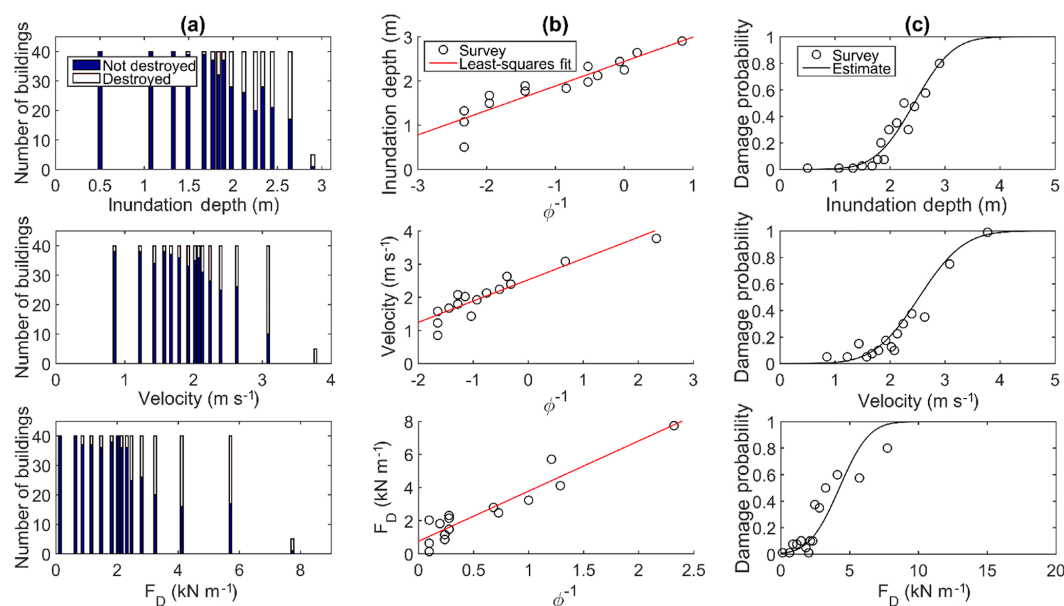 (a) (b) (c)
Number of buildings
40
30
20
10
0
Not destroyed
Destroyed
0 0.5 1 1.5 2 2.5 3
Inundation depth (m)
Inundation depth (m)
3
2
1
0
Survey
Least-squares fit
-3 -2 -1 0 1
ϕ-1
Damage probability
1
0.8
0.6
0.4
0.2
0
Survey
Estimate
0 1 2 3 4 5
Inundation depth (m)
Number of buildings
40
30
20
10
0
0 1 2 3 4
Velocity (m s-1)
Velocity (m s-1)
4
3
2
1
0
-2 -1 0 1 2
ϕ-1
Damage probability
1
0.8
0.6
0.4
0.2
0
0 1 2 3 4 5
Velocity (m s-1)
Number of buildings
40
30
20
10
0
0 2 4 6 8
FD (kN m-1)
FD (kN m-1)
8
6
4
2
0
0 0.5 1 1.5 2 2.5
ϕ-1
Damage probability
1
0.8
0.6
0.4
0.2
0
0 5 10 15 20
FD (kN m-1)